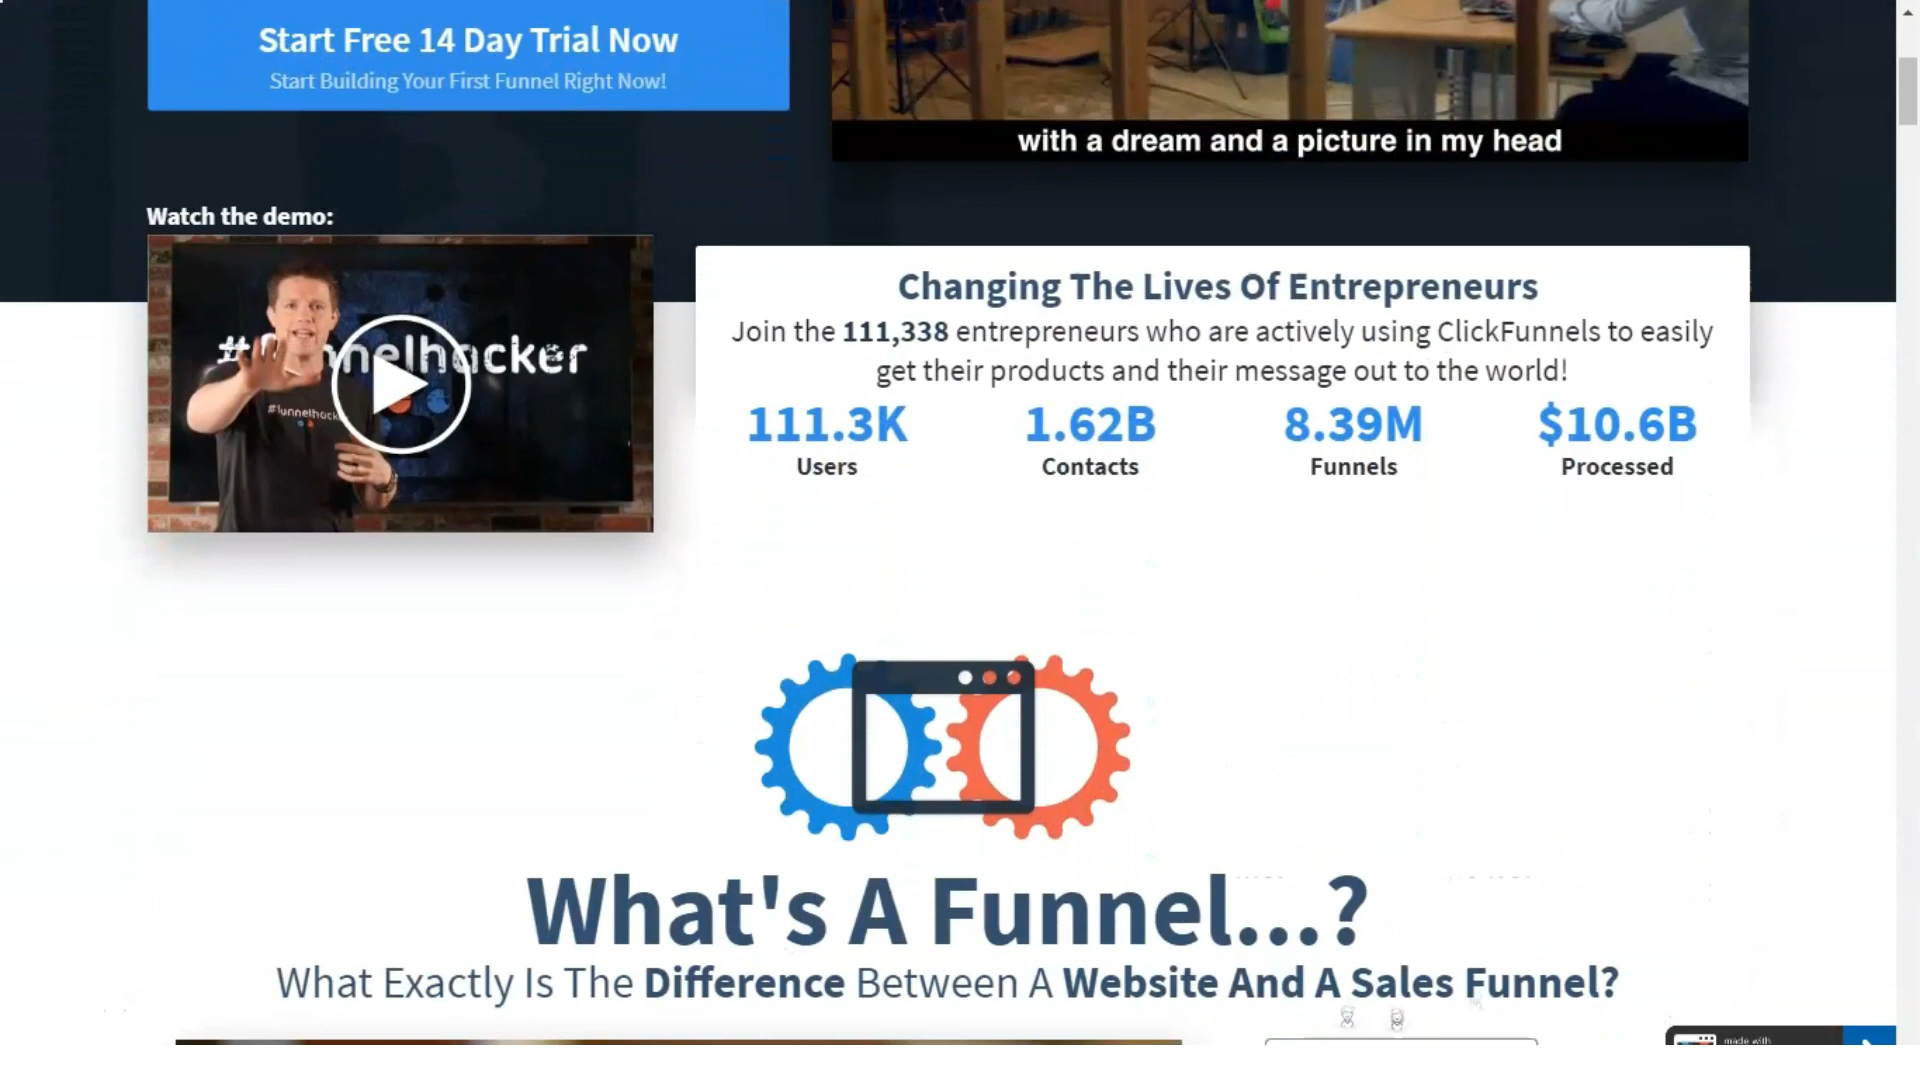 Start Free 14 Day Trial Now
Start Building Your First Funnel Right Now!
with a dream and a picture in my head
Watch the demo:
#funnelhacker
#funnelhack
Changing The Lives Of Entrepreneurs
Join the 111,338 entrepreneurs who are actively using ClickFunnels to easily
get their products and their message out to the world!
111.3K
1.62B
8.39M
$10.6B
Users
Contacts
Funnels
Processed
What's A Funnel...?
What Exactly Is The Difference Between A Website And A Sales Funnel?
made with